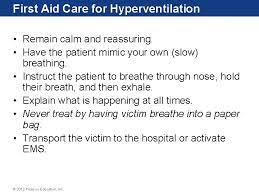 First Aid Care for Hyperventilation
• Remain calm and reassuring.
• Have the patient mimic your own (slow)
breathing.
• Instruct the patient to breathe through nose, hold
their breath, and then exhale.
• Explain what is happening at all times.
• Never treat by having victim breathe into a paper
bag.
• Transport the victim to the hospital or activate
EMS.
© 2012 Pearson Education, Inc.